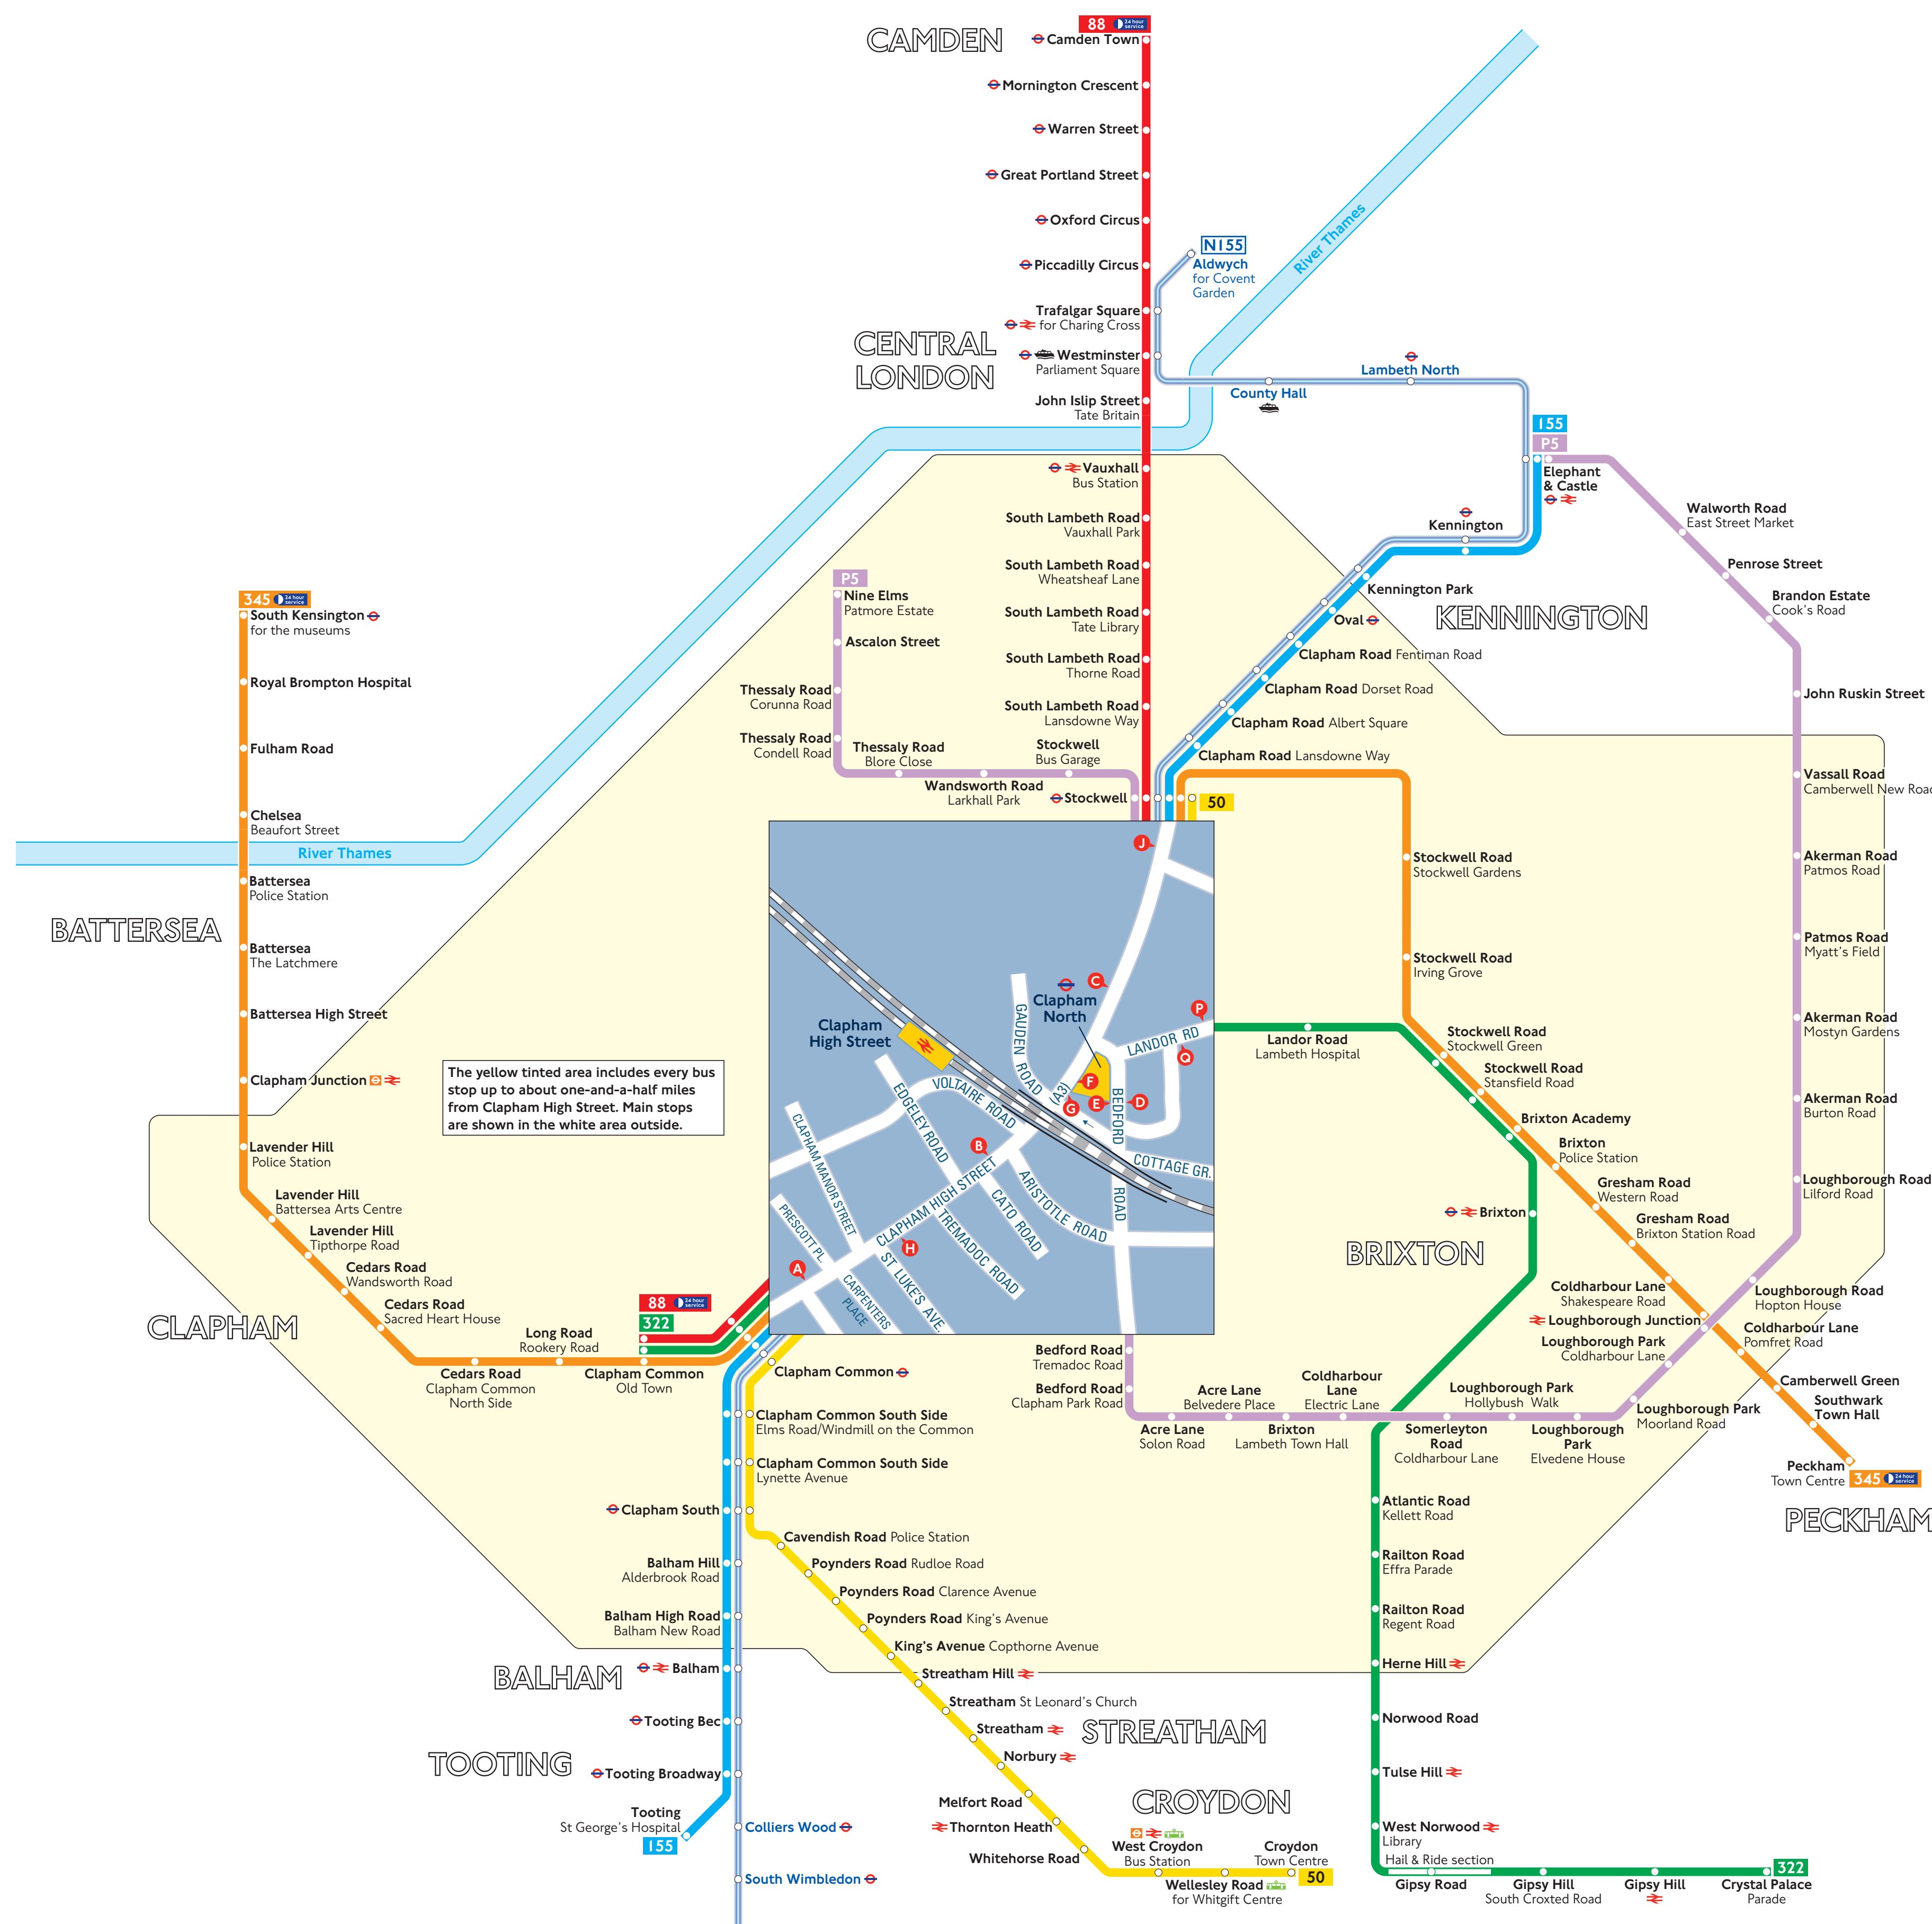 CAMDEN
88 24 hour service
Camden Town
Mornington Crescent
Warren Street
Great Portland Street
Oxford Circus
Piccadilly Circus
Trafalgar Square
for Charing Cross
CENTRAL
LONDON
Westminster
Parliament Square
John Islip Street
Tate Britain
N155
Aldwych
for Covent
Garden
River Thames
County Hall
Lambeth North
155
P5
Elephant
& Castle
Kennington
Walworth Road
East Street Market
Penrose Street
Brandon Estate
Cook's Road
John Ruskin Street
Vassall Road
Camberwell New Roa
Akerman Road
Patmos Road
Patmos Road
Myatt's Field
Akerman Road
Mostyn Gardens
Akerman Road
Burton Road
Loughborough Road
Lilford Road
Vauxhall
Bus Station
South Lambeth Road
Vauxhall Park
South Lambeth Road
Wheatsheaf Lane
South Lambeth Road
Tate Library
South Lambeth Road
Thorne Road
South Lambeth Road
Lansdowne Way
Kennington Park
KENNINGTON
Oval
Clapham Road Fentiman Road
Clapham Road Dorset Road
Clapham Road Albert Square
Clapham Road Lansdowne Way
P5
Nine Elms
Patmore Estate
Ascalon Street
Thessaly Road
Corunna Road
Thessaly Road
Condell Road
Thessaly Road
Blore Close
Wandsworth Road
Larkhall Park
Stockwell
Bus Garage
Stockwell
50
345 24 hour service
South Kensington
for the museums
Royal Brompton Hospital
Fulham Road
Chelsea
Beaufort Street
River Thames
Battersea
Police Station
BATTERSEA
Battersea
The Latchmere
Battersea High Street
Clapham Junction
Lavender Hill
Police Station
Lavender Hill
Battersea Arts Centre
Lavender Hill
Tipthorpe Road
Cedars Road
Wandsworth Road
Cedars Road
Sacred Heart House
CLAPHAM
Cedars Road
Clapham Common
North Side
Long Road
Rookery Road
Clapham Common
Old Town
88 24 hour service
322
The yellow tinted area includes every bus
stop up to about one-and-a-half miles
from Clapham High Street. Main stops
are shown in the white area outside.
J
C
P
Q
F
G
E
D
B
H
A
Clapham
North
Clapham
High Street
GAUDEN ROAD
LANDOR RD
(A3)
BEDFORD ROAD
VOLTAIRE ROAD
EDGELEY ROAD
CLAPHAM MANOR STREET
PRESCOTT PL.
CLAPHAM HIGH STREET
COTTAGE GR.
ARISTOTLE ROAD
CATO ROAD
TREMADOC ROAD
ST LUKE'S AVE.
CARPENTERS
PLACE
Stockwell Road
Stockwell Gardens
Stockwell Road
Irving Grove
Landor Road
Lambeth Hospital
Stockwell Road
Stockwell Green
Stockwell Road
Stansfield Road
Brixton Academy
Brixton
Police Station
Gresham Road
Western Road
Gresham Road
Brixton Station Road
Brixton
BRIXTON
Coldharbour Lane
Shakespeare Road
Loughborough Junction
Loughborough Park
Coldharbour Lane
Loughborough Road
Hopton House
Coldharbour Lane
Pomfret Road
Camberwell Green
Southwark
Town Hall
Peckham
Town Centre
345 24 hour service
PECKHAM
Loughborough Park
Moorland Road
Loughborough Park
Hollybush Walk
Loughborough
Park
Elvedene House
Somerleyton
Road
Coldharbour Lane
Coldharbour
Lane
Electric Lane
Brixton
Lambeth Town Hall
Acre Lane
Belvedere Place
Acre Lane
Solon Road
Bedford Road
Tremadoc Road
Bedford Road
Clapham Park Road
Clapham Common
Clapham Common South Side
Elms Road/Windmill on the Common
Clapham Common South Side
Lynette Avenue
Clapham South
Balham Hill
Alderbrook Road
Balham High Road
Balham New Road
BALHAM
Balham
Tooting Bec
TOOTING
Tooting Broadway
Tooting
St George's Hospital
155
Colliers Wood
South Wimbledon
Cavendish Road Police Station
Poynders Road Rudloe Road
Poynders Road Clarence Avenue
Poynders Road King's Avenue
King's Avenue Copthorne Avenue
Streatham Hill
Streatham St Leonard's Church
Streatham
STREATHAM
Norbury
Melfort Road
Thornton Heath
Whitehorse Road
CROYDON
West Croydon
Bus Station
Wellesley Road
for Whitgift Centre
Croydon
Town Centre
50
Atlantic Road
Kellett Road
Railton Road
Effra Parade
Railton Road
Regent Road
Herne Hill
Norwood Road
Tulse Hill
West Norwood
Library
Hail & Ride section
Gipsy Road
Gipsy Hill
South Croxted Road
Gipsy Hill
Crystal Palace
Parade
322